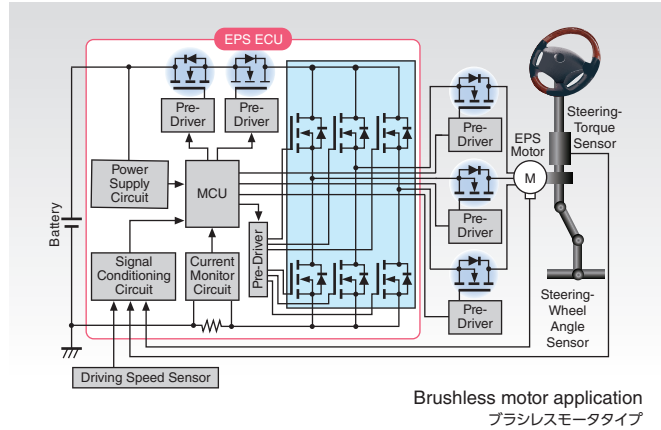 EPS ECU
Pre-
Driver
Pre-
Driver
Pre-
Driver
Steering-
Torque
Sensor
EPS
Motor
M
Power
Supply
Circuit
MCU
Pre-
Driver
Battery
Signal
Conditioning
Circuit
Current
Monitor
Circuit
Pre-Driver
Pre-
Driver
Steering-
Wheel
Angle
Sensor
Driving Speed Sensor
Brushless motor application
ブラシレスモータタイプ